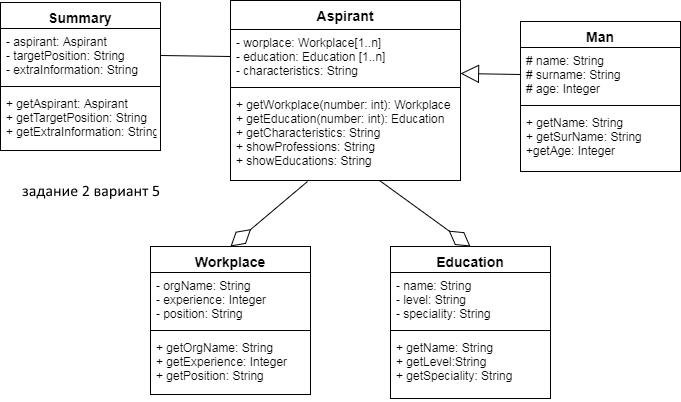 Summary
- aspirant: Aspirant
- targetPosition: String
- extraInformation: String
+ getAspirant: Aspirant
+ getTargetPosition: String
+ getExtraInformation: String
Aspirant
- worplace: Workplace[1..n]
- education: Education [1..n]
- characteristics: String
+ getWorkplace(number: int): Workplace
+ getEducation(number: int): Education
+ getCharacteristics: String
+ showProfessions: String
+ showEducations: String
Man
# name: String
# surname: String
# age: Integer
+ getName: String
+ getSurName: String
+getAge: Integer
задание 2 вариант 5
Workplace
- orgName: String
- experience: Integer
- position: String
+ getOrgName: String
+ getExperience: Integer
+ getPosition: String
Education
- name: String
- level: String
- speciality: String
+ getName: String
+ getLevel:String
+ getSpeciality: String